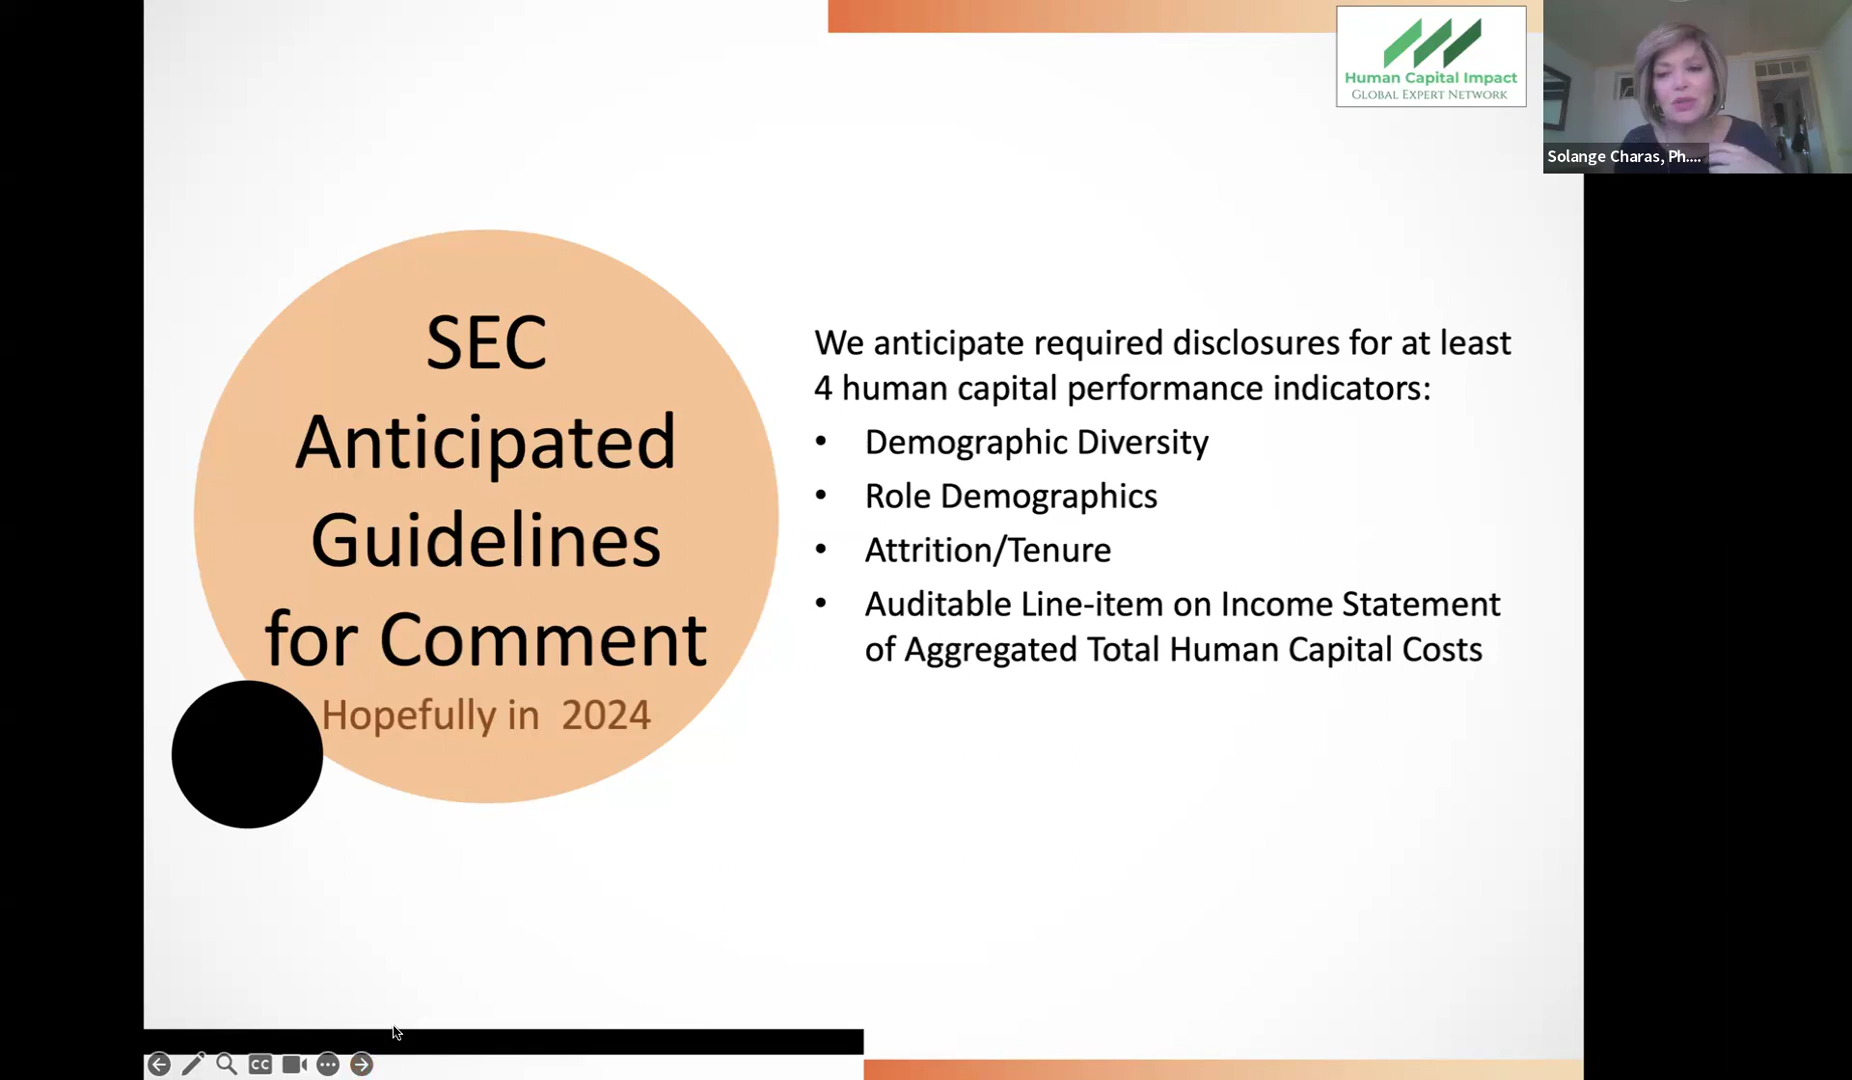 Human Capital Impact
GLOBAL EXPERT NETWORK
Solange Charas, Ph....
SEC
Anticipated
Guidelines
for Comment
Hopefully in 2024
We anticipate required disclosures for at least
4 human capital performance indicators:
• Demographic Diversity
• Role Demographics
• Attrition/Tenure
• Auditable Line-item on Income Statement
of Aggregated Total Human Capital Costs
CC